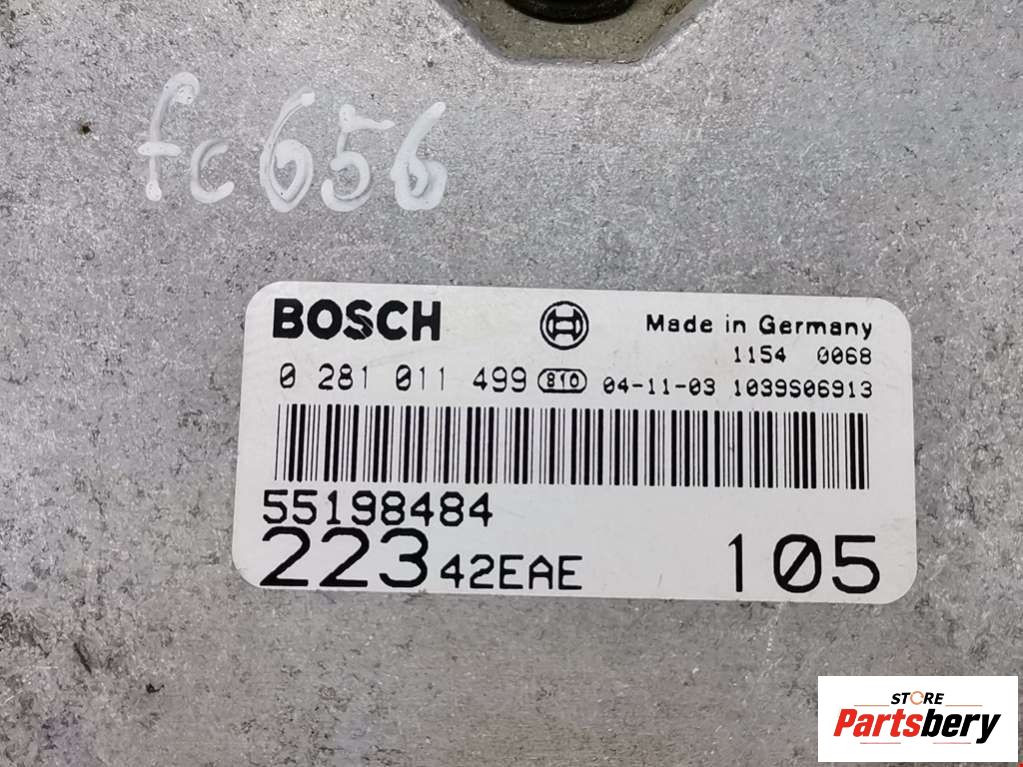 fc656
BOSCH
Made in Germany
1154 0068
0 281 011 499 810 04-11-03 1039S06913
55198484
223 42EAE 105
STORE
Partsbery